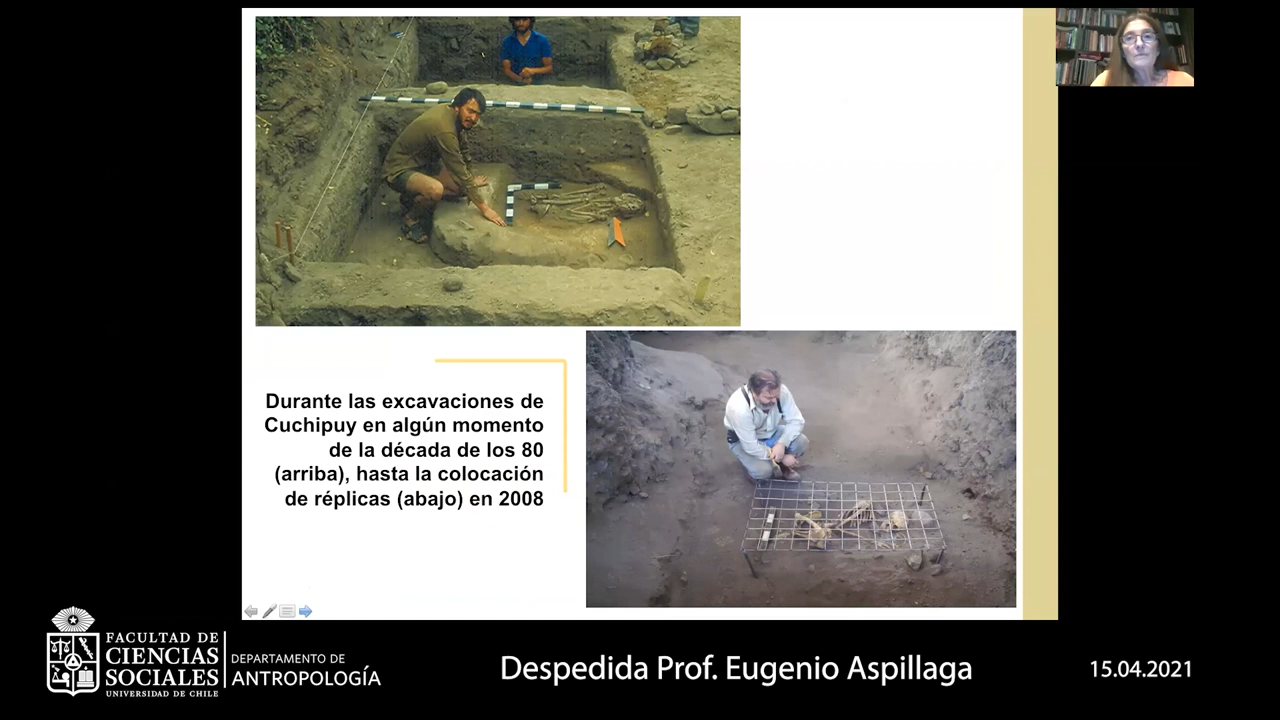 Durante las excavaciones de
Cuchipuy en algún momento
de la década de los 80
(arriba), hasta la colocación
de réplicas (abajo) en 2008
FACULTAD DE
CIENCIAS
SOCIALES
UNIVERSIDAD DE CHILE
DEPARTAMENTO DE
ANTROPOLOGÍA
Despedida Prof. Eugenio Aspillaga
15.04.2021